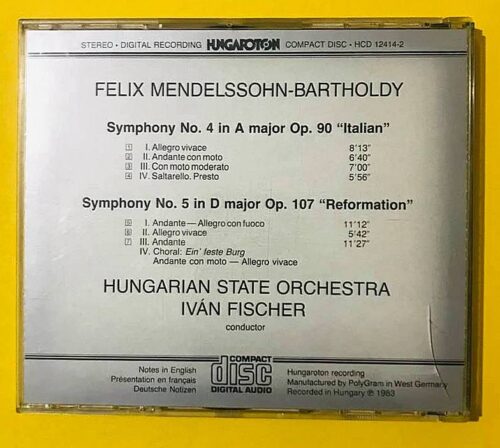 STEREO • DIGITAL RECORDING HUNGAROTON COMPACT DISC • HCD 12414-2
FELIX MENDELSSOHN-BARTHOLDY
Symphony No. 4 in A major Op. 90 "Italian"
1 I. Allegro vivace 8'13"
2 II. Andante con moto 6'40"
3 III. Con moto moderato 7'00"
4 IV. Saltarello. Presto 5'56"
Symphony No. 5 in D major Op. 107 "Reformation"
5 I. Andante — Allegro con fuoco 11'12"
6 II. Allegro vivace 5'42"
7 III. Andante 11'27"
IV. Choral: Ein' feste Burg
Andante con moto — Allegro vivace
HUNGARIAN STATE ORCHESTRA
IVÁN FISCHER
conductor
Notes in English
Présentation en français
Deutsche Notizen
COMPACT
disc
DIGITAL AUDIO
Hungaroton recording
Manufactured by PolyGram in West Germany
Recorded in Hungary ℗ 1983